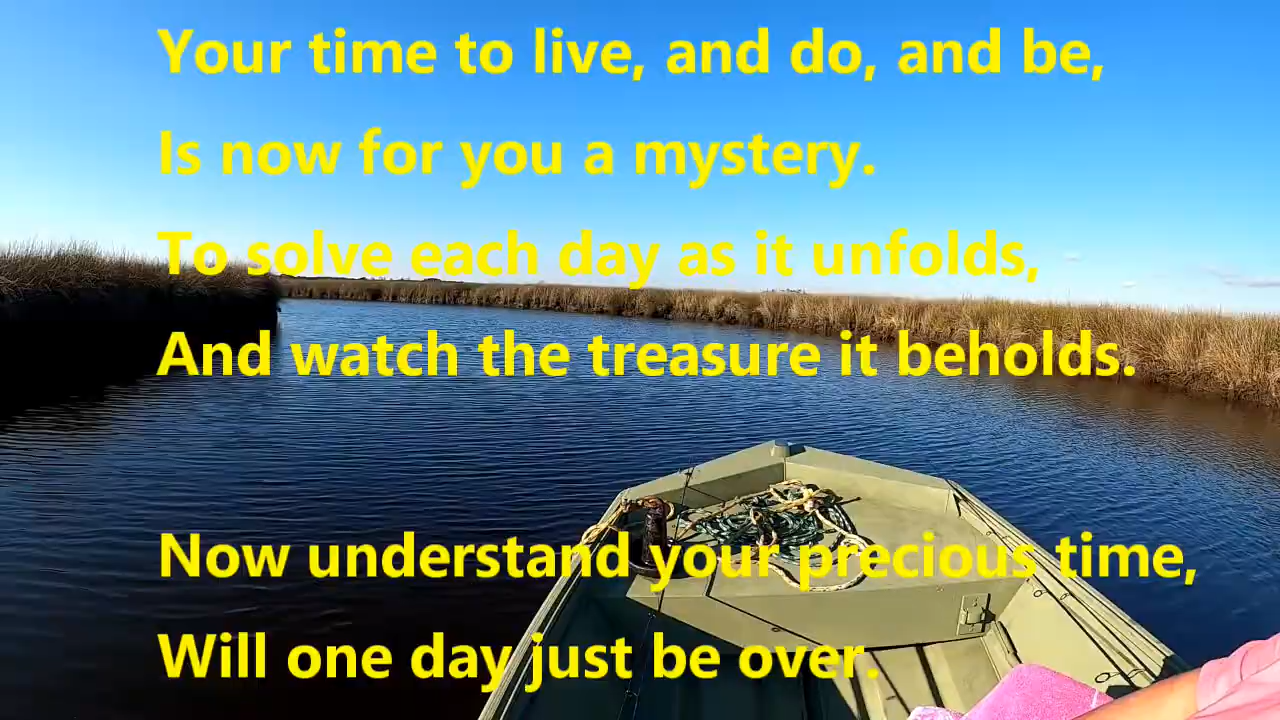 Your time to live, and do, and be,
Is now for you a mystery.
To solve each day as it unfolds,
And watch the treasure it beholds.
Now understand your precious time,
Will one day just be over.